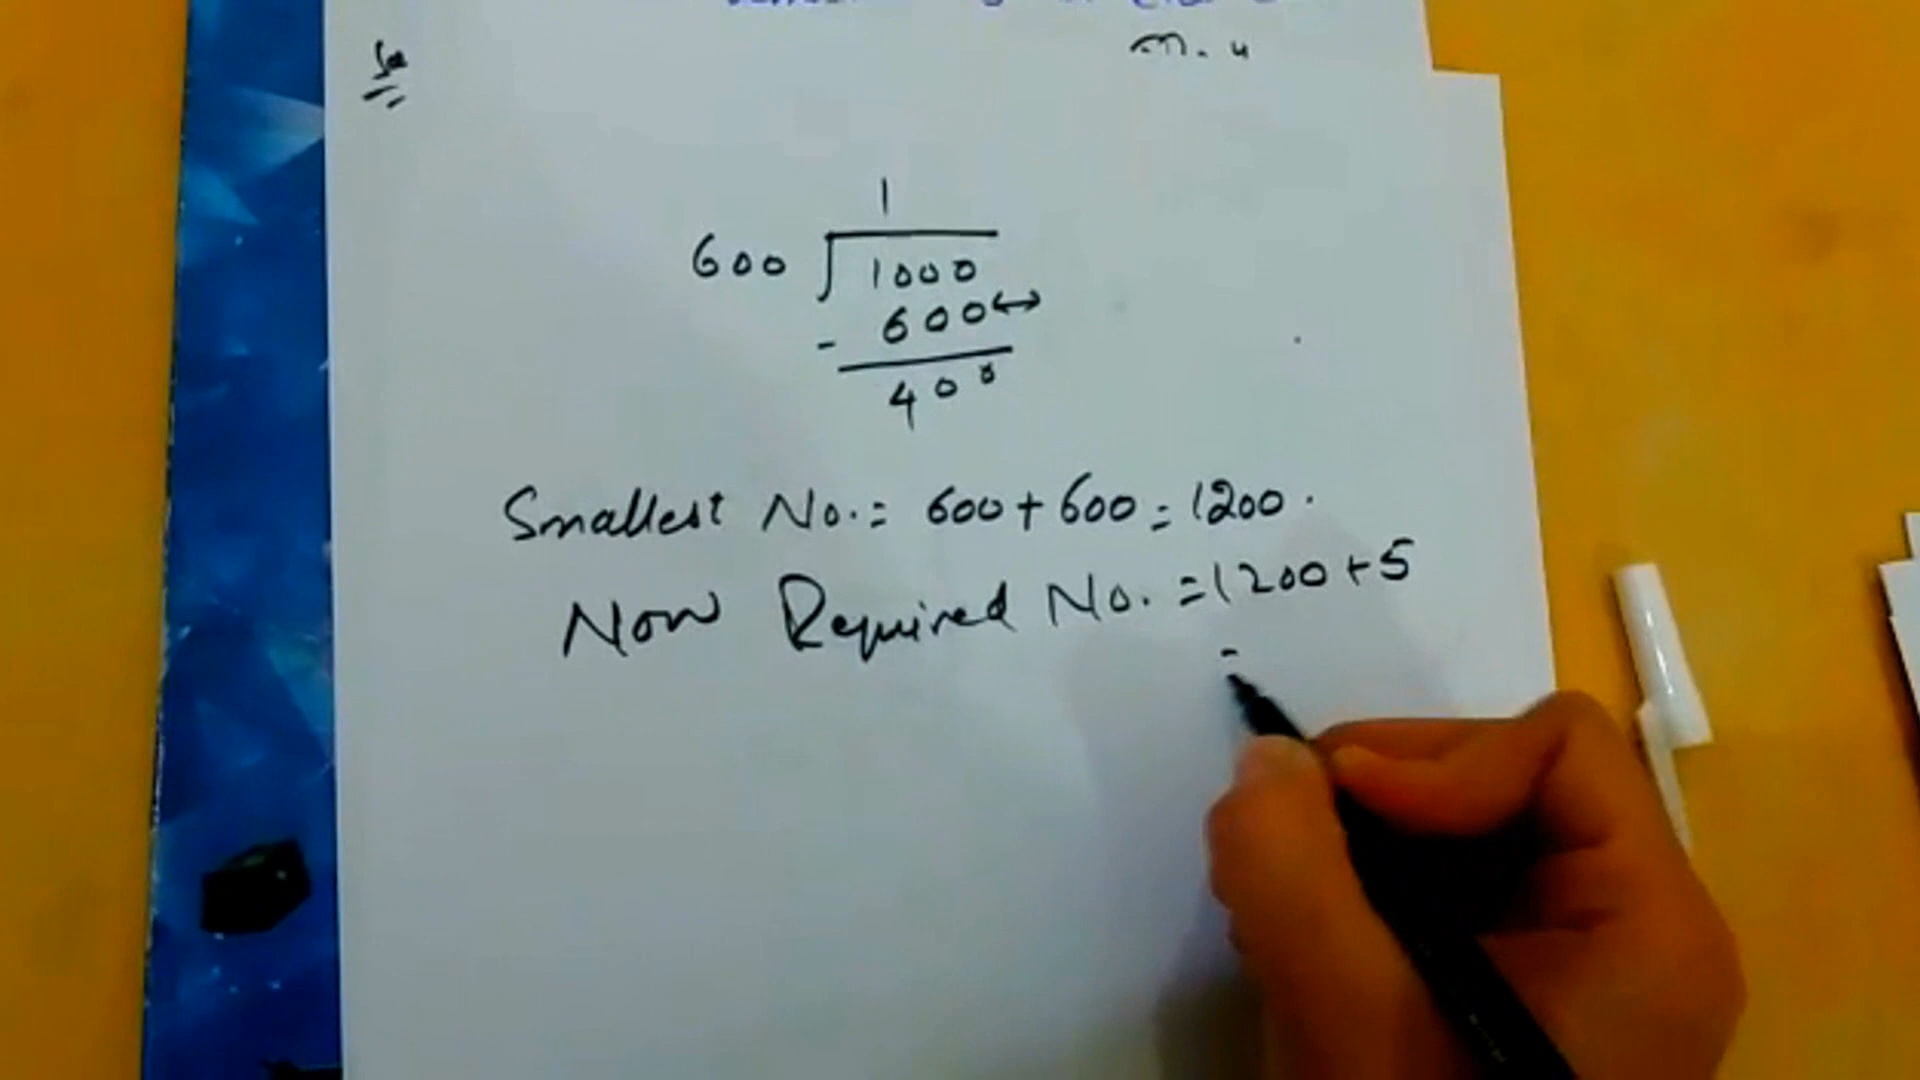 1
600 1000
- 600
400
Smallest No. = 600 + 600 = 1200.
Now Required No. = 1200 + 5
=